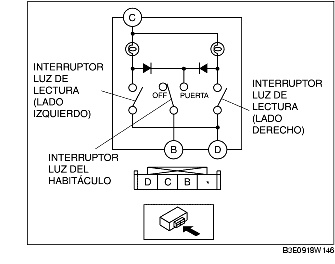 C
INTERRUPTOR
LUZ DE
LECTURA
(LADO
IZQUIERDO)
OFF
PUERTA
INTERRUPTOR
LUZ DE
LECTURA
(LADO
DERECHO)
INTERRUPTOR
LUZ DEL
HABITÁCULO
B
D
D C B *
B3E0918W146